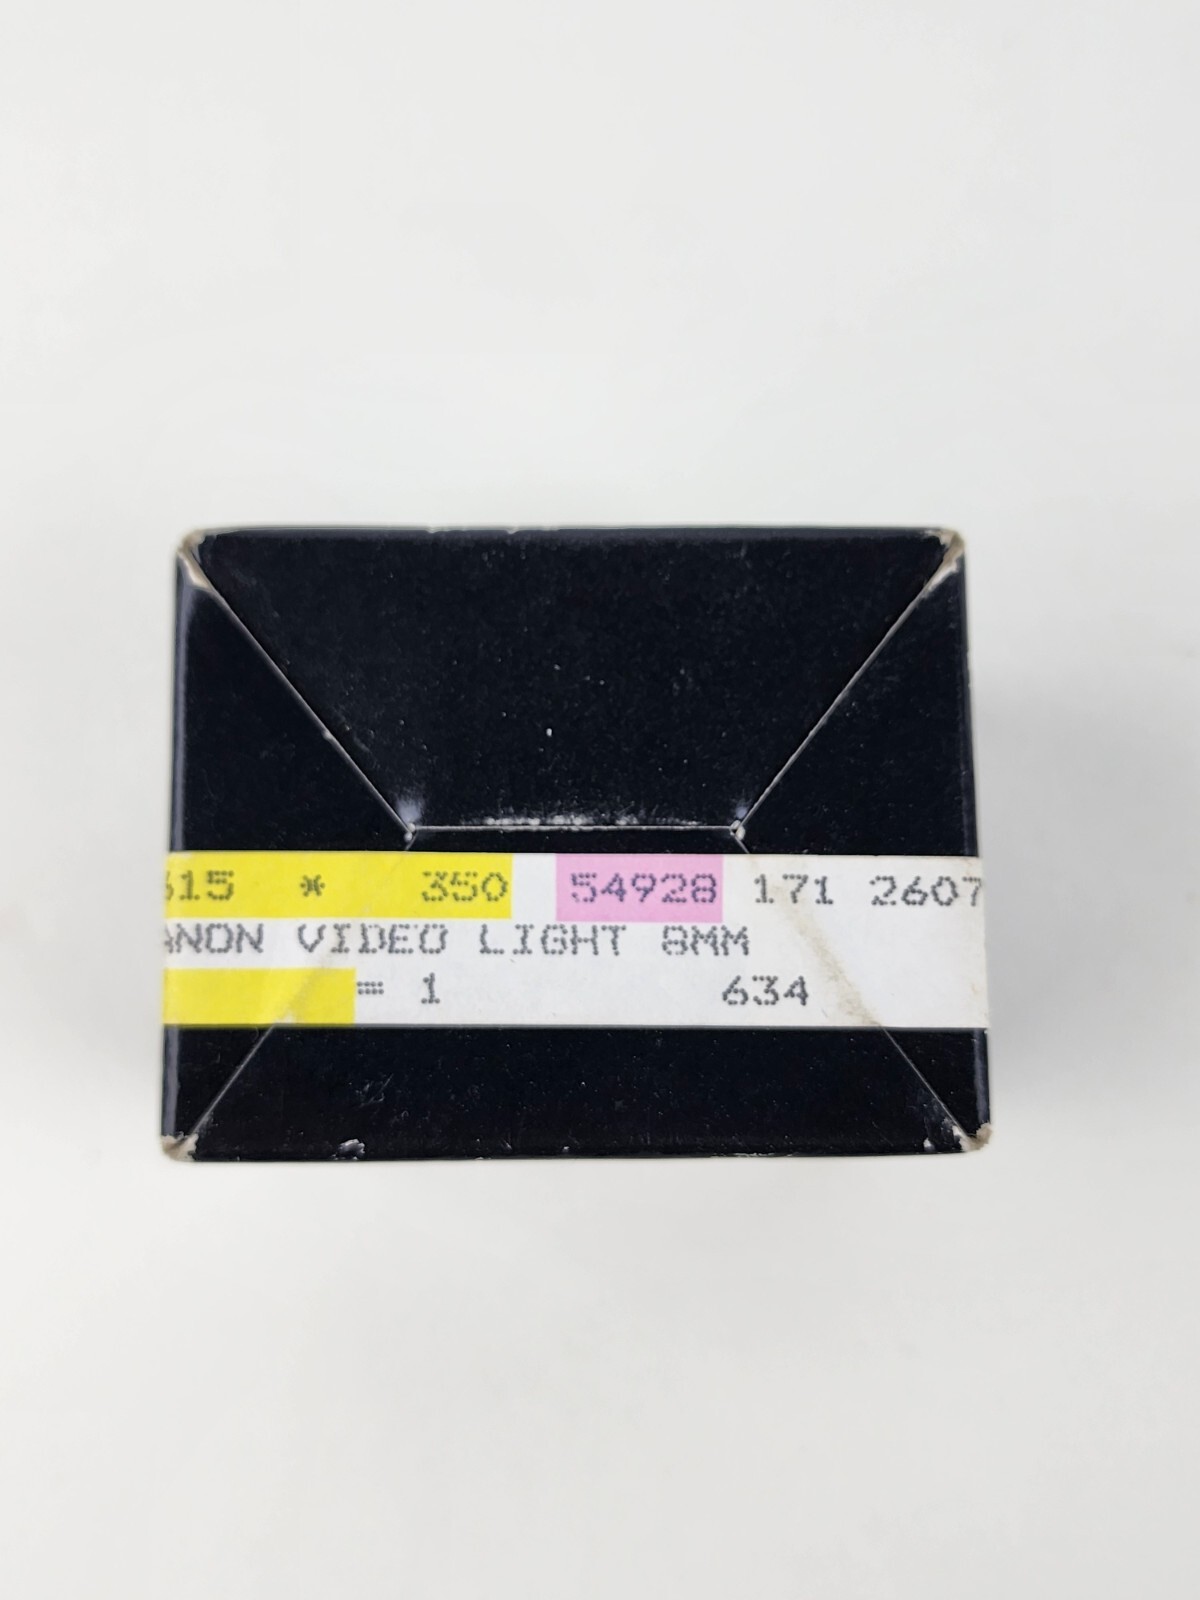 615 * 350 54928 171 2607
ANON VIDEO LIGHT 8MM
= 1 634